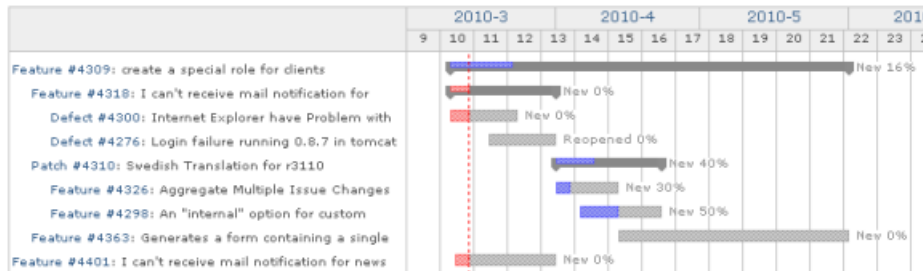 2010-3 2010-4 2010-5 201
9 10 11 12 13 14 15 16 17 18 19 20 21 22 23
Feature #4309: create a special role for clients New 16%
Feature #4318: I can't receive mail notification for New 0%
Defect #4300: Internet Explorer have Problem with New 0%
Defect #4276: Login failure running 0.8.7 in tomcat Reopened 0%
Patch #4310: Swedish Translation for r3110 New 40%
Feature #4326: Aggregate Multiple Issue Changes New 30%
Feature #4298: An "internal" option for custom New 50%
Feature #4363: Generates a form containing a single New 0%
Feature #4401: I can't receive mail notification for news New 0%